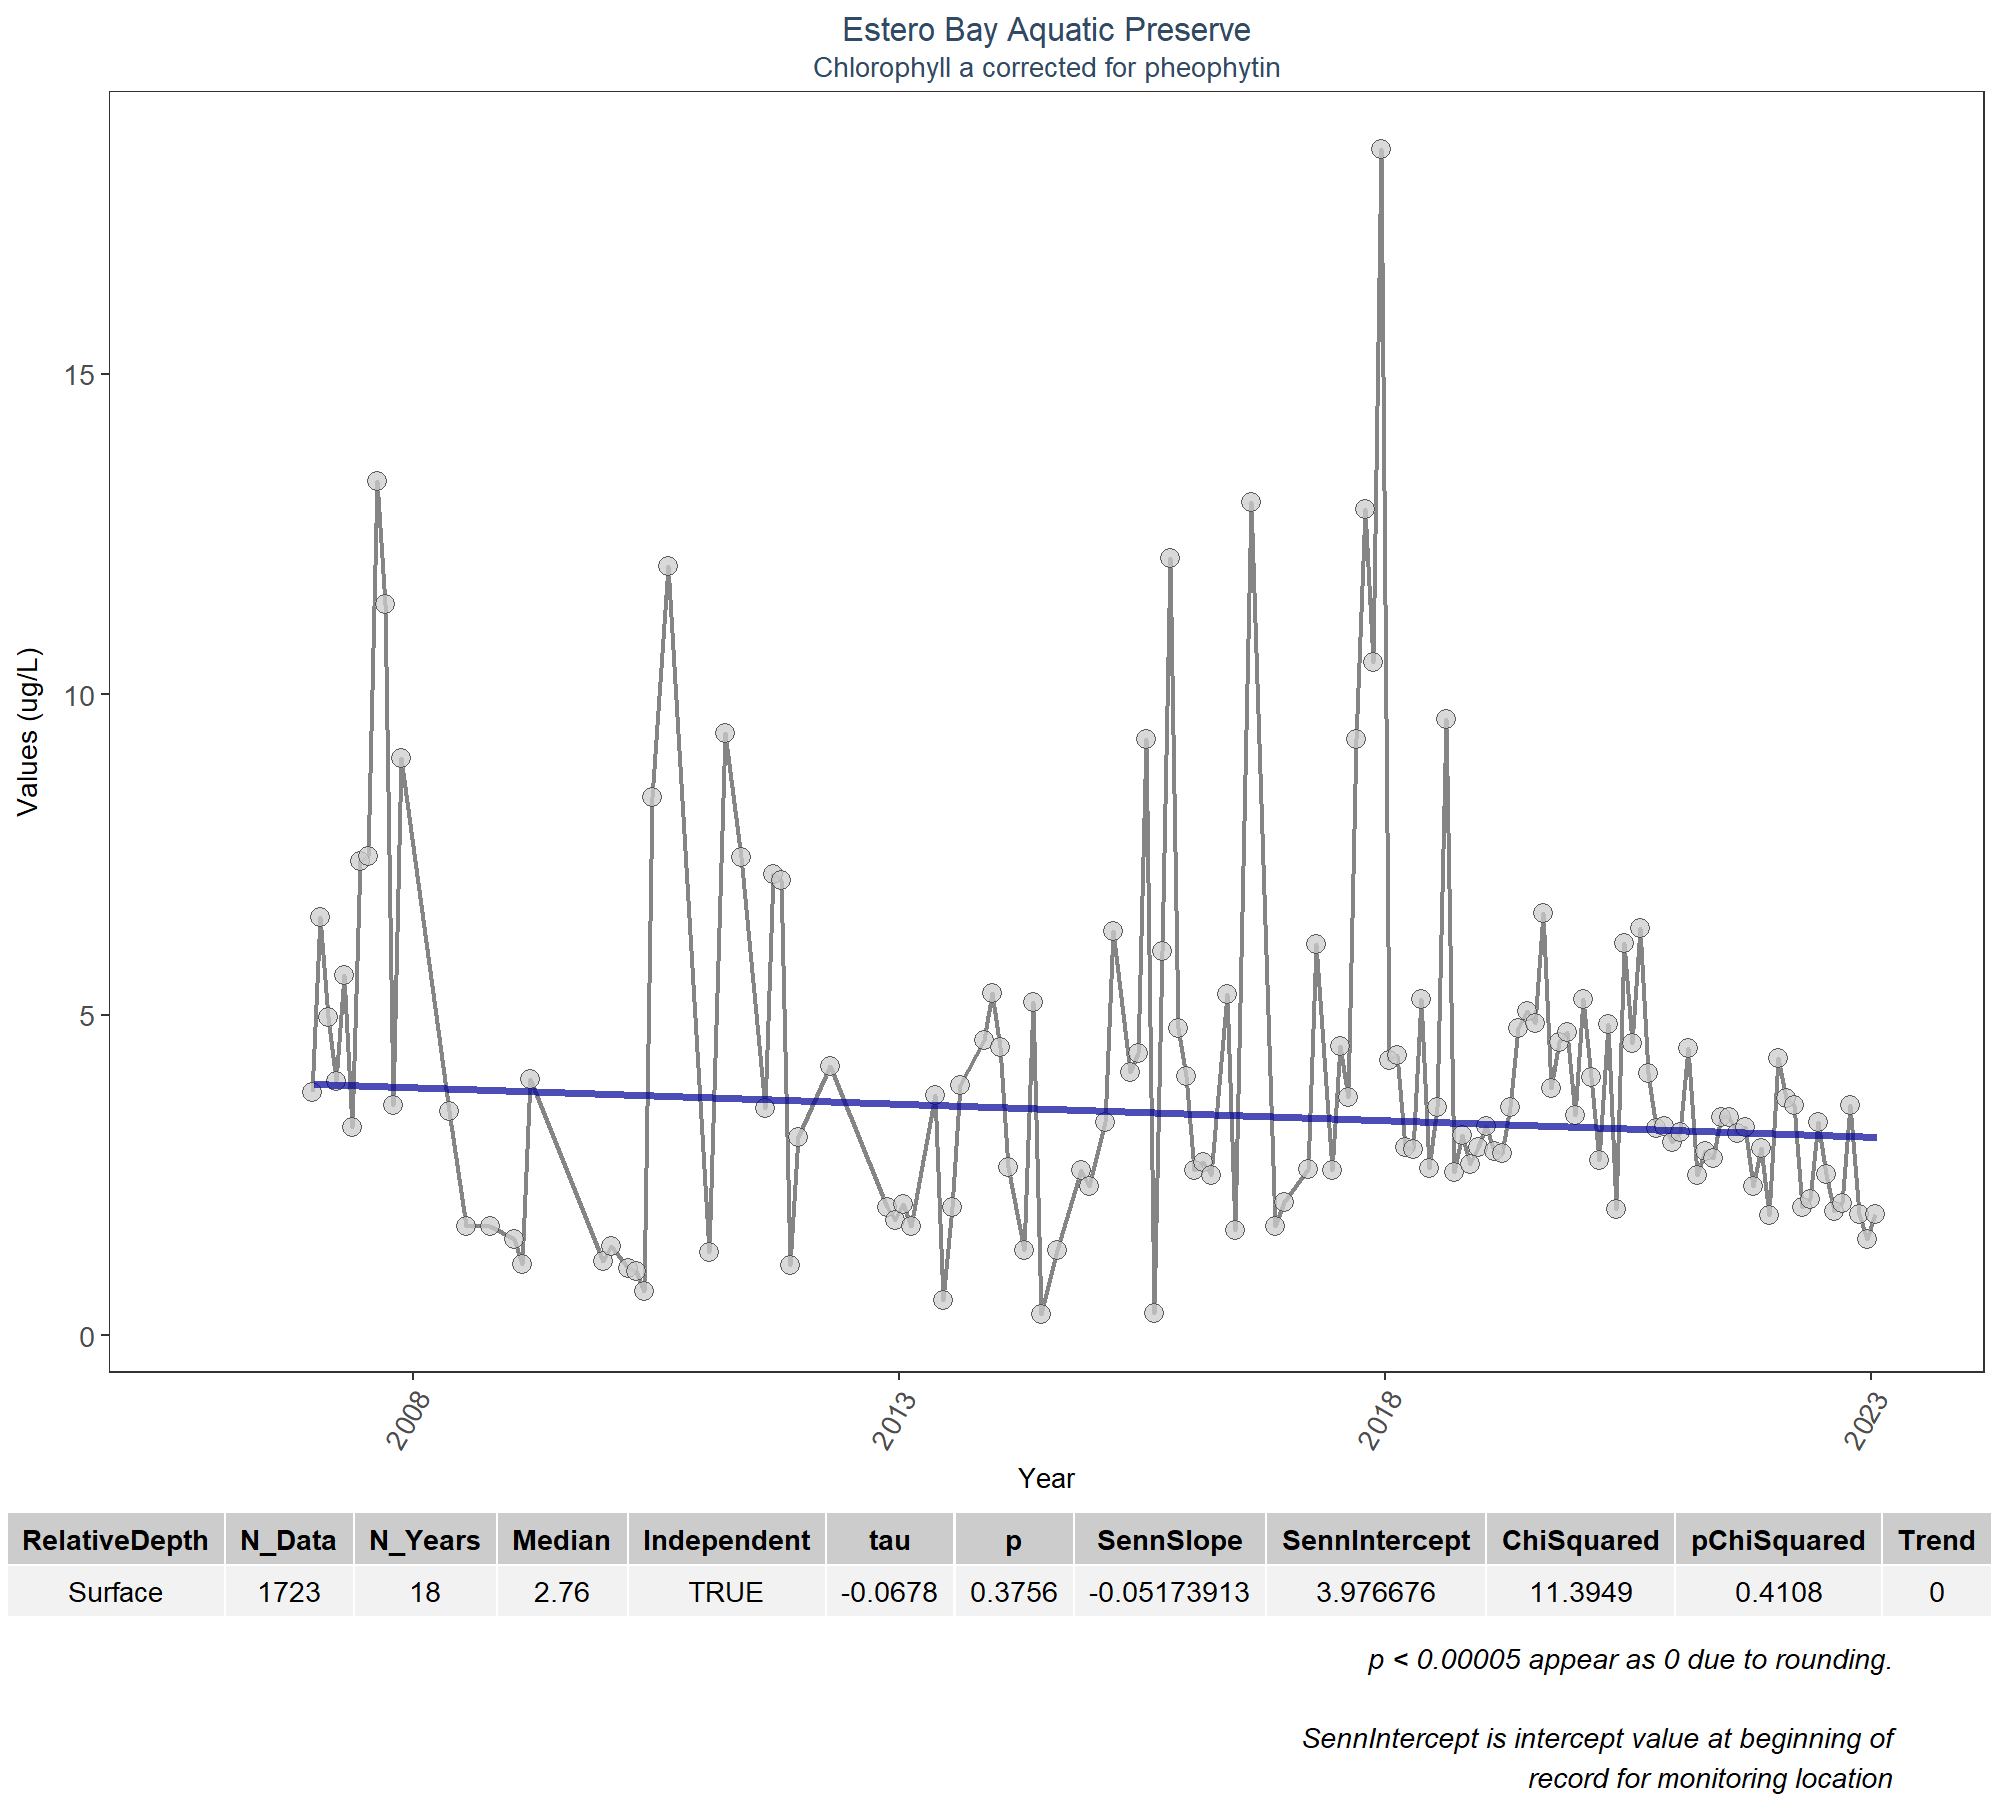 Estero Bay Aquatic Preserve
Chlorophyll a corrected for pheophytin
Values (ug/L)
15
10
5
0
2008
2013
2018
2023
Year
RelativeDepth N_Data N_Years Median Independent tau p SennSlope SennIntercept ChiSquared pChiSquared Trend
Surface 1723 18 2.76 TRUE -0.0678 0.3756 -0.05173913 3.976676 11.3949 0.4108 0
p < 0.00005 appear as 0 due to rounding.
SennIntercept is intercept value at beginning of
record for monitoring location